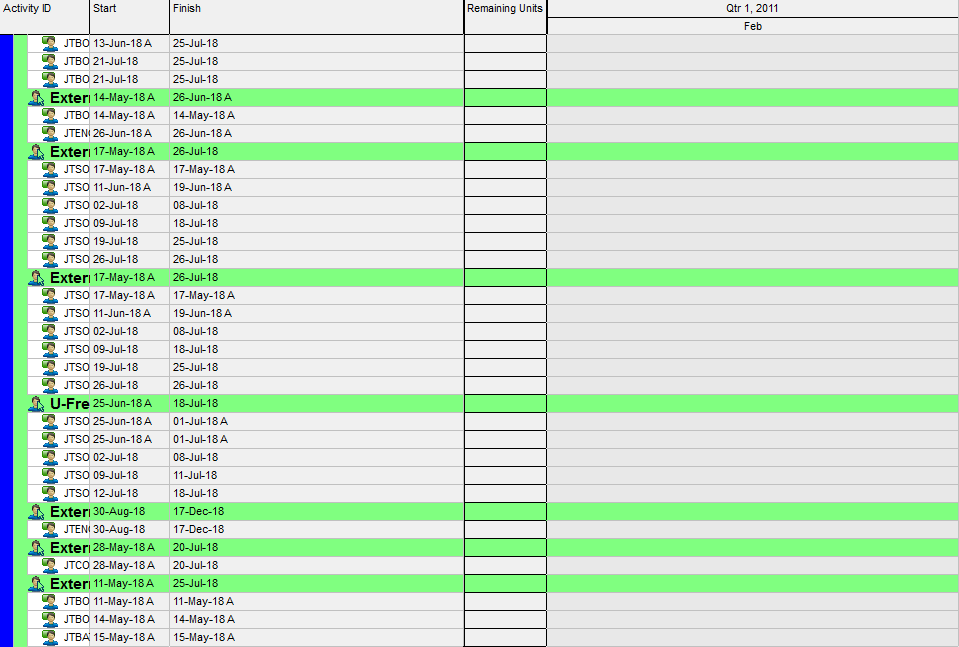 Activity ID Start Finish Remaining Units Qtr 1, 2011
Feb
JTBO 13-Jun-18 A 25-Jul-18
JTBO 21-Jul-18 25-Jul-18
JTBO 21-Jul-18 25-Jul-18
Exter 14-May-18 A 26-Jun-18 A
JTBO 14-May-18 A 14-May-18 A
JTEN 26-Jun-18 A 26-Jun-18 A
Exter 17-May-18 A 26-Jul-18
JTSO 17-May-18 A 17-May-18 A
JTSO 11-Jun-18 A 19-Jun-18 A
JTSO 02-Jul-18 08-Jul-18
JTSO 09-Jul-18 18-Jul-18
JTSO 19-Jul-18 25-Jul-18
JTSO 26-Jul-18 26-Jul-18
Exter 17-May-18 A 26-Jul-18
JTSO 17-May-18 A 17-May-18 A
JTSO 11-Jun-18 A 19-Jun-18 A
JTSO 02-Jul-18 08-Jul-18
JTSO 09-Jul-18 18-Jul-18
JTSO 19-Jul-18 25-Jul-18
JTSO 26-Jul-18 26-Jul-18
U-Fre 25-Jun-18 A 18-Jul-18
JTSO 25-Jun-18 A 01-Jul-18 A
JTSO 25-Jun-18 A 01-Jul-18 A
JTSO 02-Jul-18 08-Jul-18
JTSO 09-Jul-18 11-Jul-18
JTSO 12-Jul-18 18-Jul-18
Exter 30-Aug-18 17-Dec-18
JTEN 30-Aug-18 17-Dec-18
Exter 28-May-18 A 20-Jul-18
JTCO 28-May-18 A 20-Jul-18
Exter 11-May-18 A 25-Jul-18
JTBO 11-May-18 A 11-May-18 A
JTBO 14-May-18 A 14-May-18 A
JTBA 15-May-18 A 15-May-18 A